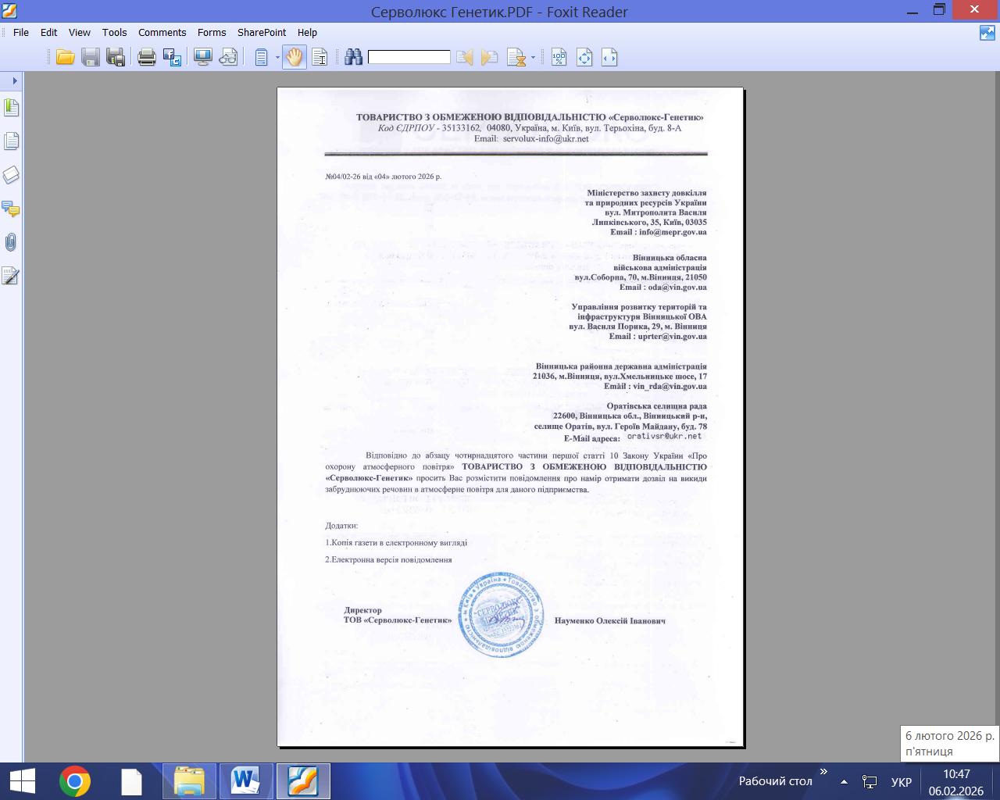 Серволюкс Генетик.PDF - Foxit Reader
File Edit View Tools Comments Forms SharePoint Help
ТОВАРИСТВО З ОБМЕЖЕНОЮ ВІДПОВІДАЛЬНІСТЮ «Серволюкс-Генетик»
Код ЄДРПОУ - 35133162, 04080, Україна, м. Київ, вул. Терьохіна, буд. 8-А
Email: servolux-info@ukr.net
№04/02-26 від «04» лютого 2026 р.
Міністерство захисту довкілля
та природних ресурсів України
вул. Митрополита Василя
Липківського, 35, Київ, 03035
Email : info@mepr.gov.ua
Вінницька обласна
військова адміністрація
вул.Соборна, 70, м.Вінниця, 21050
Email : oda@vin.gov.ua
Управління розвитку територій та
інфраструктури Вінницької ОВА
вул. Василя Порика, 29, м. Вінниця
Email : uprter@vin.gov.ua
Вінницька районна державна адміністрація
21036, м.Вінниця, вул.Хмельницьке шосе, 17
Email : vin_rda@vin.gov.ua
Оратівська селищна рада
22600, Вінницька обл., Вінницький р-н,
селище Оратів, вул. Героїв Майдану, буд. 78
E-Mail адреса: orativsr@ukr.net
Відповідно до абзацу чотирнадцятого частини першої статті 10 Закону України «Про
охорону атмосферного повітря» ТОВАРИСТВО З ОБМЕЖЕНОЮ ВІДПОВІДАЛЬНІСТЮ
«Серволюкс-Генетик» просить Вас розмістити повідомлення про намір отримати дозвіл на викиди
забруднюючих речовин в атмосферне повітря для даного підприємства.
Додатки:
1.Копія газети в електронному вигляді
2.Електронна версія повідомлення
Директор
ТОВ «Серволюкс-Генетик»
Науменко Олексій Іванович
6 лютого 2026 р.
п'ятниця
Рабочий стол
УКР
10:47
06.02.2026